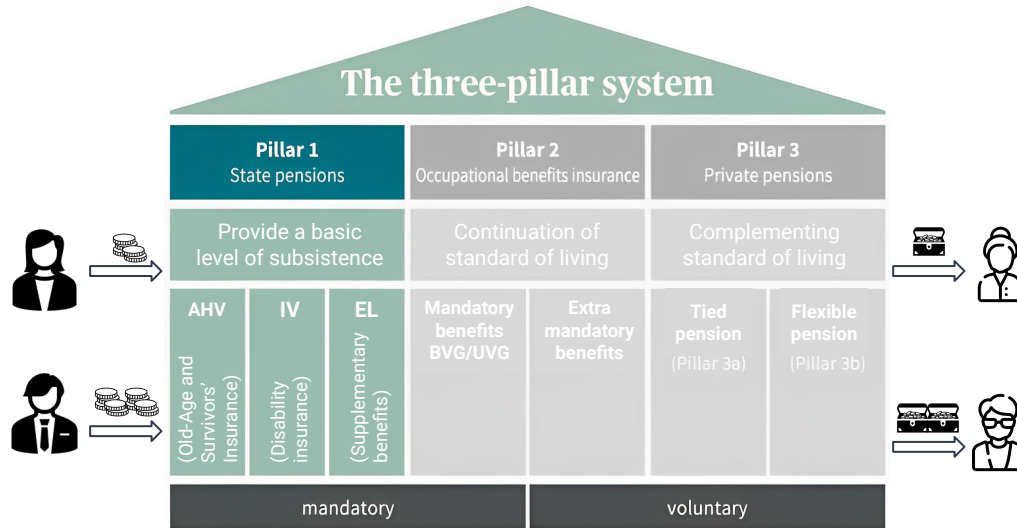 The three-pillar system
Pillar 1
State pensions
Pillar 2
Occupational benefits insurance
Pillar 3
Private pensions
Provide a basic
level of subsistence
Continuation of
standard of living
Complementing
standard of living
AHV
(Old-Age and
Survivors’
Insurance)
IV
(Disability
insurance)
EL
(Supplementary
benefits)
Mandatory
benefits
BVG/UVG
Extra
mandatory
benefits
Tied
pension
(Pillar 3a)
Flexible
pension
(Pillar 3b)
mandatory
voluntary